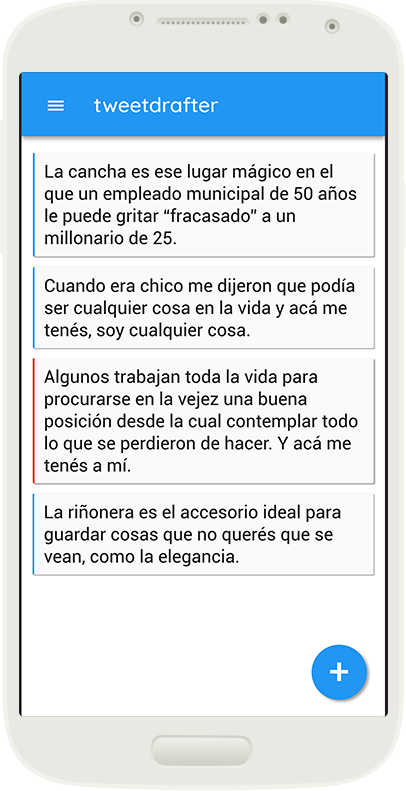 tweetdrafter
La cancha es ese lugar mágico en el
que un empleado municipal de 50 años
le puede gritar “fracasado” a un
millonario de 25.
Cuando era chico me dijeron que podía
ser cualquier cosa en la vida y acá me
tenés, soy cualquier cosa.
Algunos trabajan toda la vida para
procurarse en la vejez una buena
posición desde la cual contemplar todo
lo que se perdieron de hacer. Y acá me
tenés a mí.
La riñonera es el accesorio ideal para
guardar cosas que no querés que se
vean, como la elegancia.
+